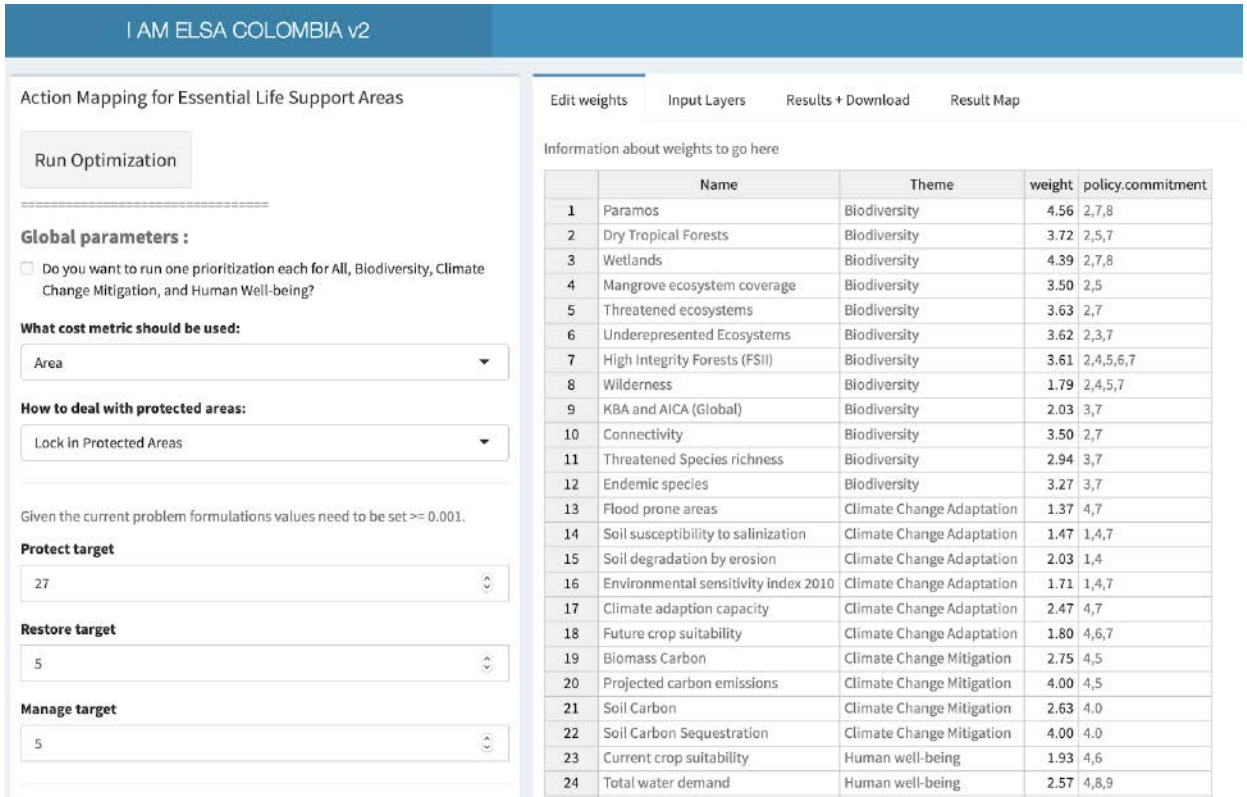 I AM ELSA COLOMBIA v2
Action Mapping for Essential Life Support Areas
Run Optimization
=================================
Global parameters :
Do you want to run one prioritization each for All, Biodiversity, Climate
Change Mitigation, and Human Well-being?
What cost metric should be used:
Area
How to deal with protected areas:
Lock in Protected Areas
Given the current problem formulations values need to be set >= 0.001.
Protect target
27
Restore target
5
Manage target
5
Edit weights Input Layers Results + Download Result Map
Information about weights to go here
Name Theme weight policy.commitment
1 Paramos Biodiversity 4.56 2,7,8
2 Dry Tropical Forests Biodiversity 3.72 2,5,7
3 Wetlands Biodiversity 4.39 2,7,8
4 Mangrove ecosystem coverage Biodiversity 3.50 2,5
5 Threatened ecosystems Biodiversity 3.63 2,7
6 Underepresented Ecosystems Biodiversity 3.62 2,3,7
7 High Integrity Forests (FSII) Biodiversity 3.61 2,4,5,6,7
8 Wilderness Biodiversity 1.79 2,4,5,7
9 KBA and AICA (Global) Biodiversity 2.03 3,7
10 Connectivity Biodiversity 3.50 2,7
11 Threatened Species richness Biodiversity 2.94 3,7
12 Endemic species Biodiversity 3.27 3,7
13 Flood prone areas Climate Change Adaptation 1.37 4,7
14 Soil susceptibility to salinization Climate Change Adaptation 1.47 1,4,7
15 Soil degradation by erosion Climate Change Adaptation 2.03 1,4
16 Environmental sensitivity index 2010 Climate Change Adaptation 1.71 1,4,7
17 Climate adaption capacity Climate Change Adaptation 2.47 4,7
18 Future crop suitability Climate Change Adaptation 1.80 4,6,7
19 Biomass Carbon Climate Change Mitigation 2.75 4,5
20 Projected carbon emissions Climate Change Mitigation 4.00 4,5
21 Soil Carbon Climate Change Mitigation 2.63 4.0
22 Soil Carbon Sequestration Climate Change Mitigation 4.00 4.0
23 Current crop suitability Human well-being 1.93 4,6
24 Total water demand Human well-being 2.57 4,8,9